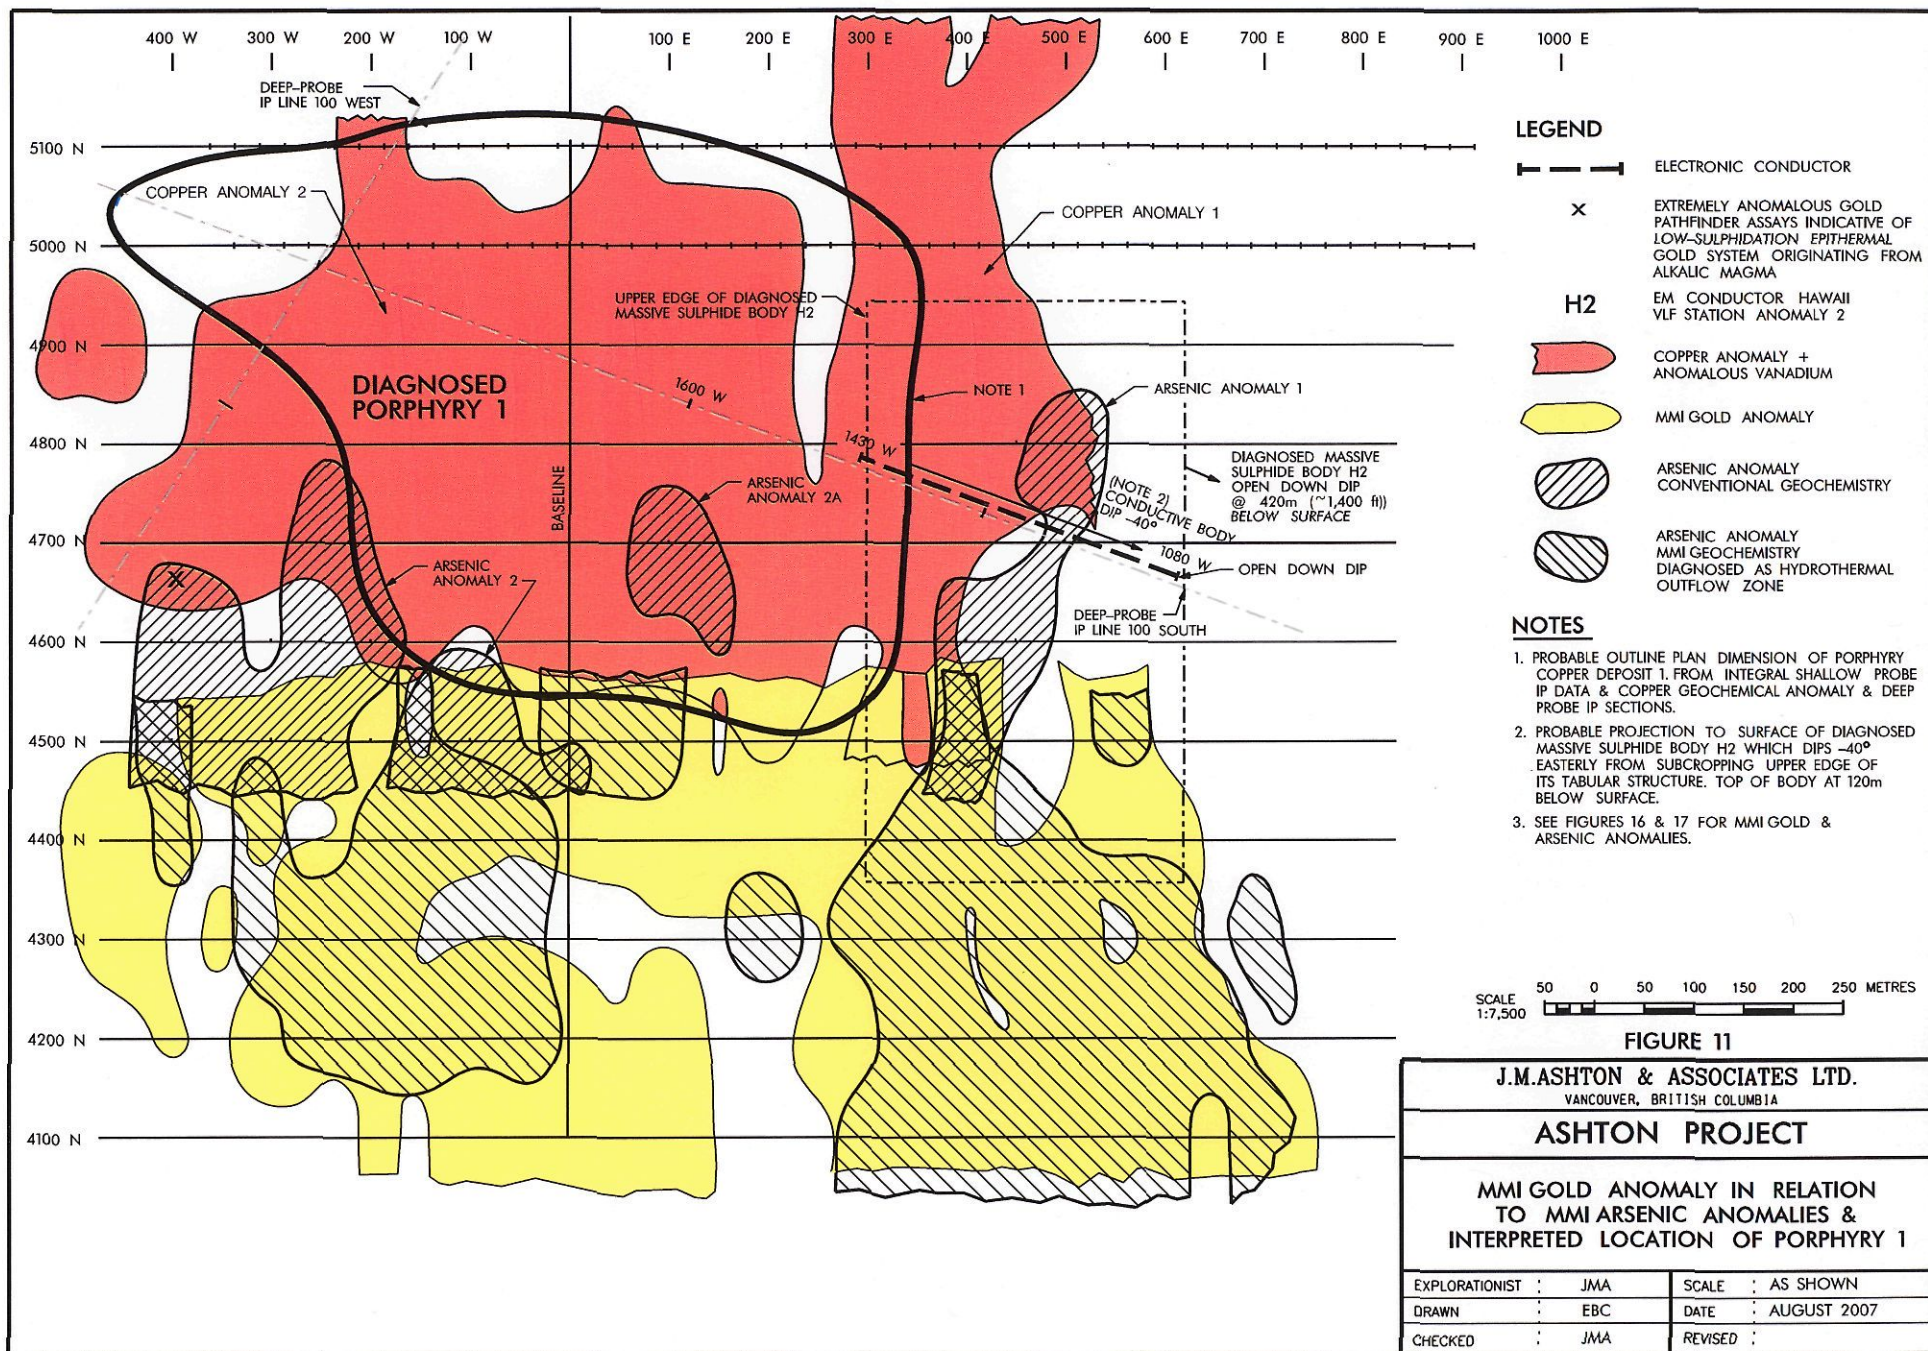 400 W 300 W 200 W 100 W 100 E 200 E 300 E 400 E 500 E 600 E 700 E 800 E 900 E 1000 E
DEEP-PROBE
IP LINE 100 WEST
5100 N
COPPER ANOMALY 2
COPPER ANOMALY 1
5000 N
UPPER EDGE OF DIAGNOSED
MASSIVE SULPHIDE BODY H2
4900 N
DIAGNOSED
PORPHYRY 1
1600 W
NOTE 1
ARSENIC ANOMALY 1
4800 N
1430 W
BASELINE
ARSENIC
ANOMALY 2A
(NOTE 2)
CONDUCTIVE BODY
DIP -40°
DIAGNOSED MASSIVE
SULPHIDE BODY H2
OPEN DOWN DIP
@ 420m (~1,400 ft))
BELOW SURFACE
4700 N
ARSENIC
ANOMALY 2
1080 W
OPEN DOWN DIP
DEEP-PROBE
IP LINE 100 SOUTH
4600 N
4500 N
4400 N
4300 N
4200 N
4100 N
LEGEND
ELECTRONIC CONDUCTOR
X
EXTREMELY ANOMALOUS GOLD
PATHFINDER ASSAYS INDICATIVE OF
LOW-SULPHIDATION EPITHERMAL
GOLD SYSTEM ORIGINATING FROM
ALKALIC MAGMA
H2
EM CONDUCTOR HAWAII
VLF STATION ANOMALY 2
COPPER ANOMALY +
ANOMALOUS VANADIUM
MMI GOLD ANOMALY
ARSENIC ANOMALY
CONVENTIONAL GEOCHEMISTRY
ARSENIC ANOMALY
MMI GEOCHEMISTRY
DIAGNOSED AS HYDROTHERMAL
OUTFLOW ZONE
NOTES
1. PROBABLE OUTLINE PLAN DIMENSION OF PORPHYRY
COPPER DEPOSIT 1. FROM INTEGRAL SHALLOW PROBE
IP DATA & COPPER GEOCHEMICAL ANOMALY & DEEP
PROBE IP SECTIONS.
2. PROBABLE PROJECTION TO SURFACE OF DIAGNOSED
MASSIVE SULPHIDE BODY H2 WHICH DIPS -40°
EASTERLY FROM SUBCROPPING UPPER EDGE OF
ITS TABULAR STRUCTURE. TOP OF BODY AT 120m
BELOW SURFACE.
3. SEE FIGURES 16 & 17 FOR MMI GOLD &
ARSENIC ANOMALIES.
50 0 50 100 150 200 250 METRES
SCALE
1:7,500
FIGURE 11
J.M.ASHTON & ASSOCIATES LTD.
VANCOUVER, BRITISH COLUMBIA
ASHTON PROJECT
MMI GOLD ANOMALY IN RELATION
TO MMI ARSENIC ANOMALIES &
INTERPRETED LOCATION OF PORPHYRY 1
EXPLORATIONIST : JMA SCALE : AS SHOWN
DRAWN : EBC DATE : AUGUST 2007
CHECKED : JMA REVISED :